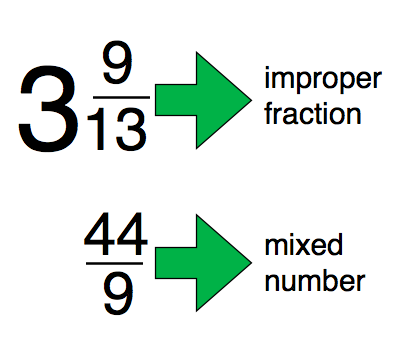 3 9/13 improper
fraction
44/9 mixed
number